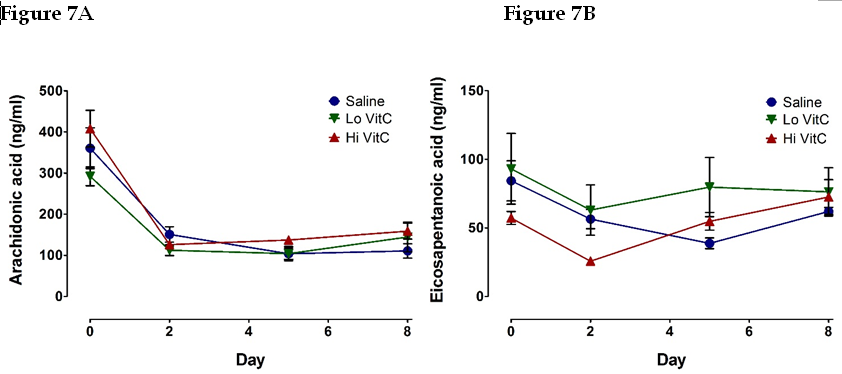 Figure 7A
Figure 7B
Arachidonic acid (ng/ml)
500
400
300
200
100
0
Saline
Lo VitC
Hi VitC
0 2 4 6 8
Day
Eicosapentanoic acid (ng/ml)
150
100
50
0
Saline
Lo VitC
Hi VitC
0 2 4 6 8
Day